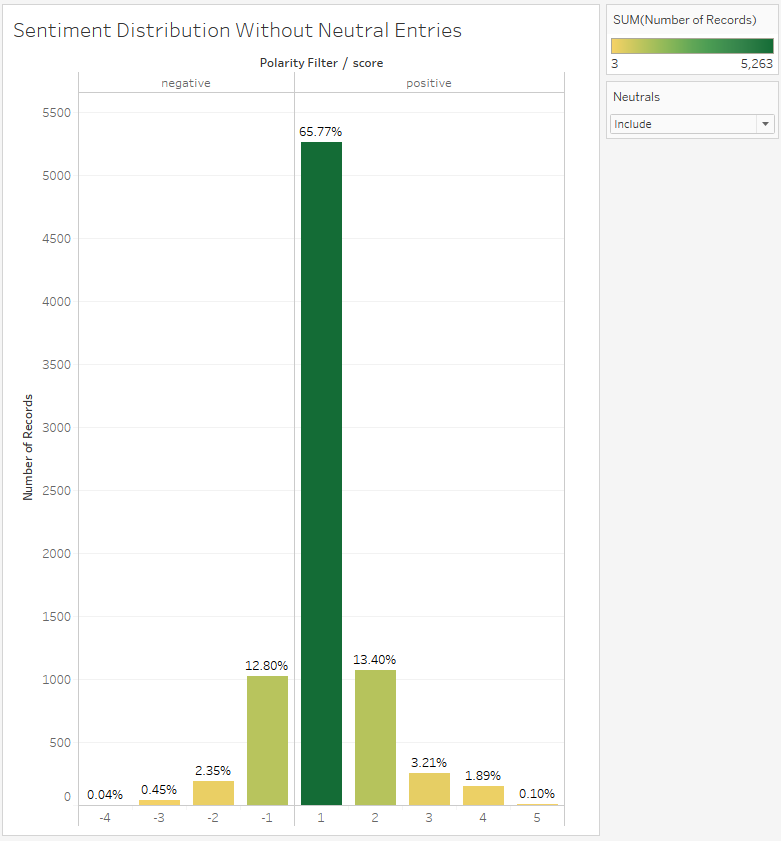 Sentiment Distribution Without Neutral Entries
Polarity Filter / score
negative positive
5500
5000
4500
4000
3500
3000
2500
2000
1500
1000
500
0
Number of Records
0.04%
0.45%
2.35%
12.80%
65.77%
13.40%
3.21%
1.89%
0.10%
-4 -3 -2 -1 1 2 3 4 5
SUM(Number of Records)
3 5,263
Neutrals
Include